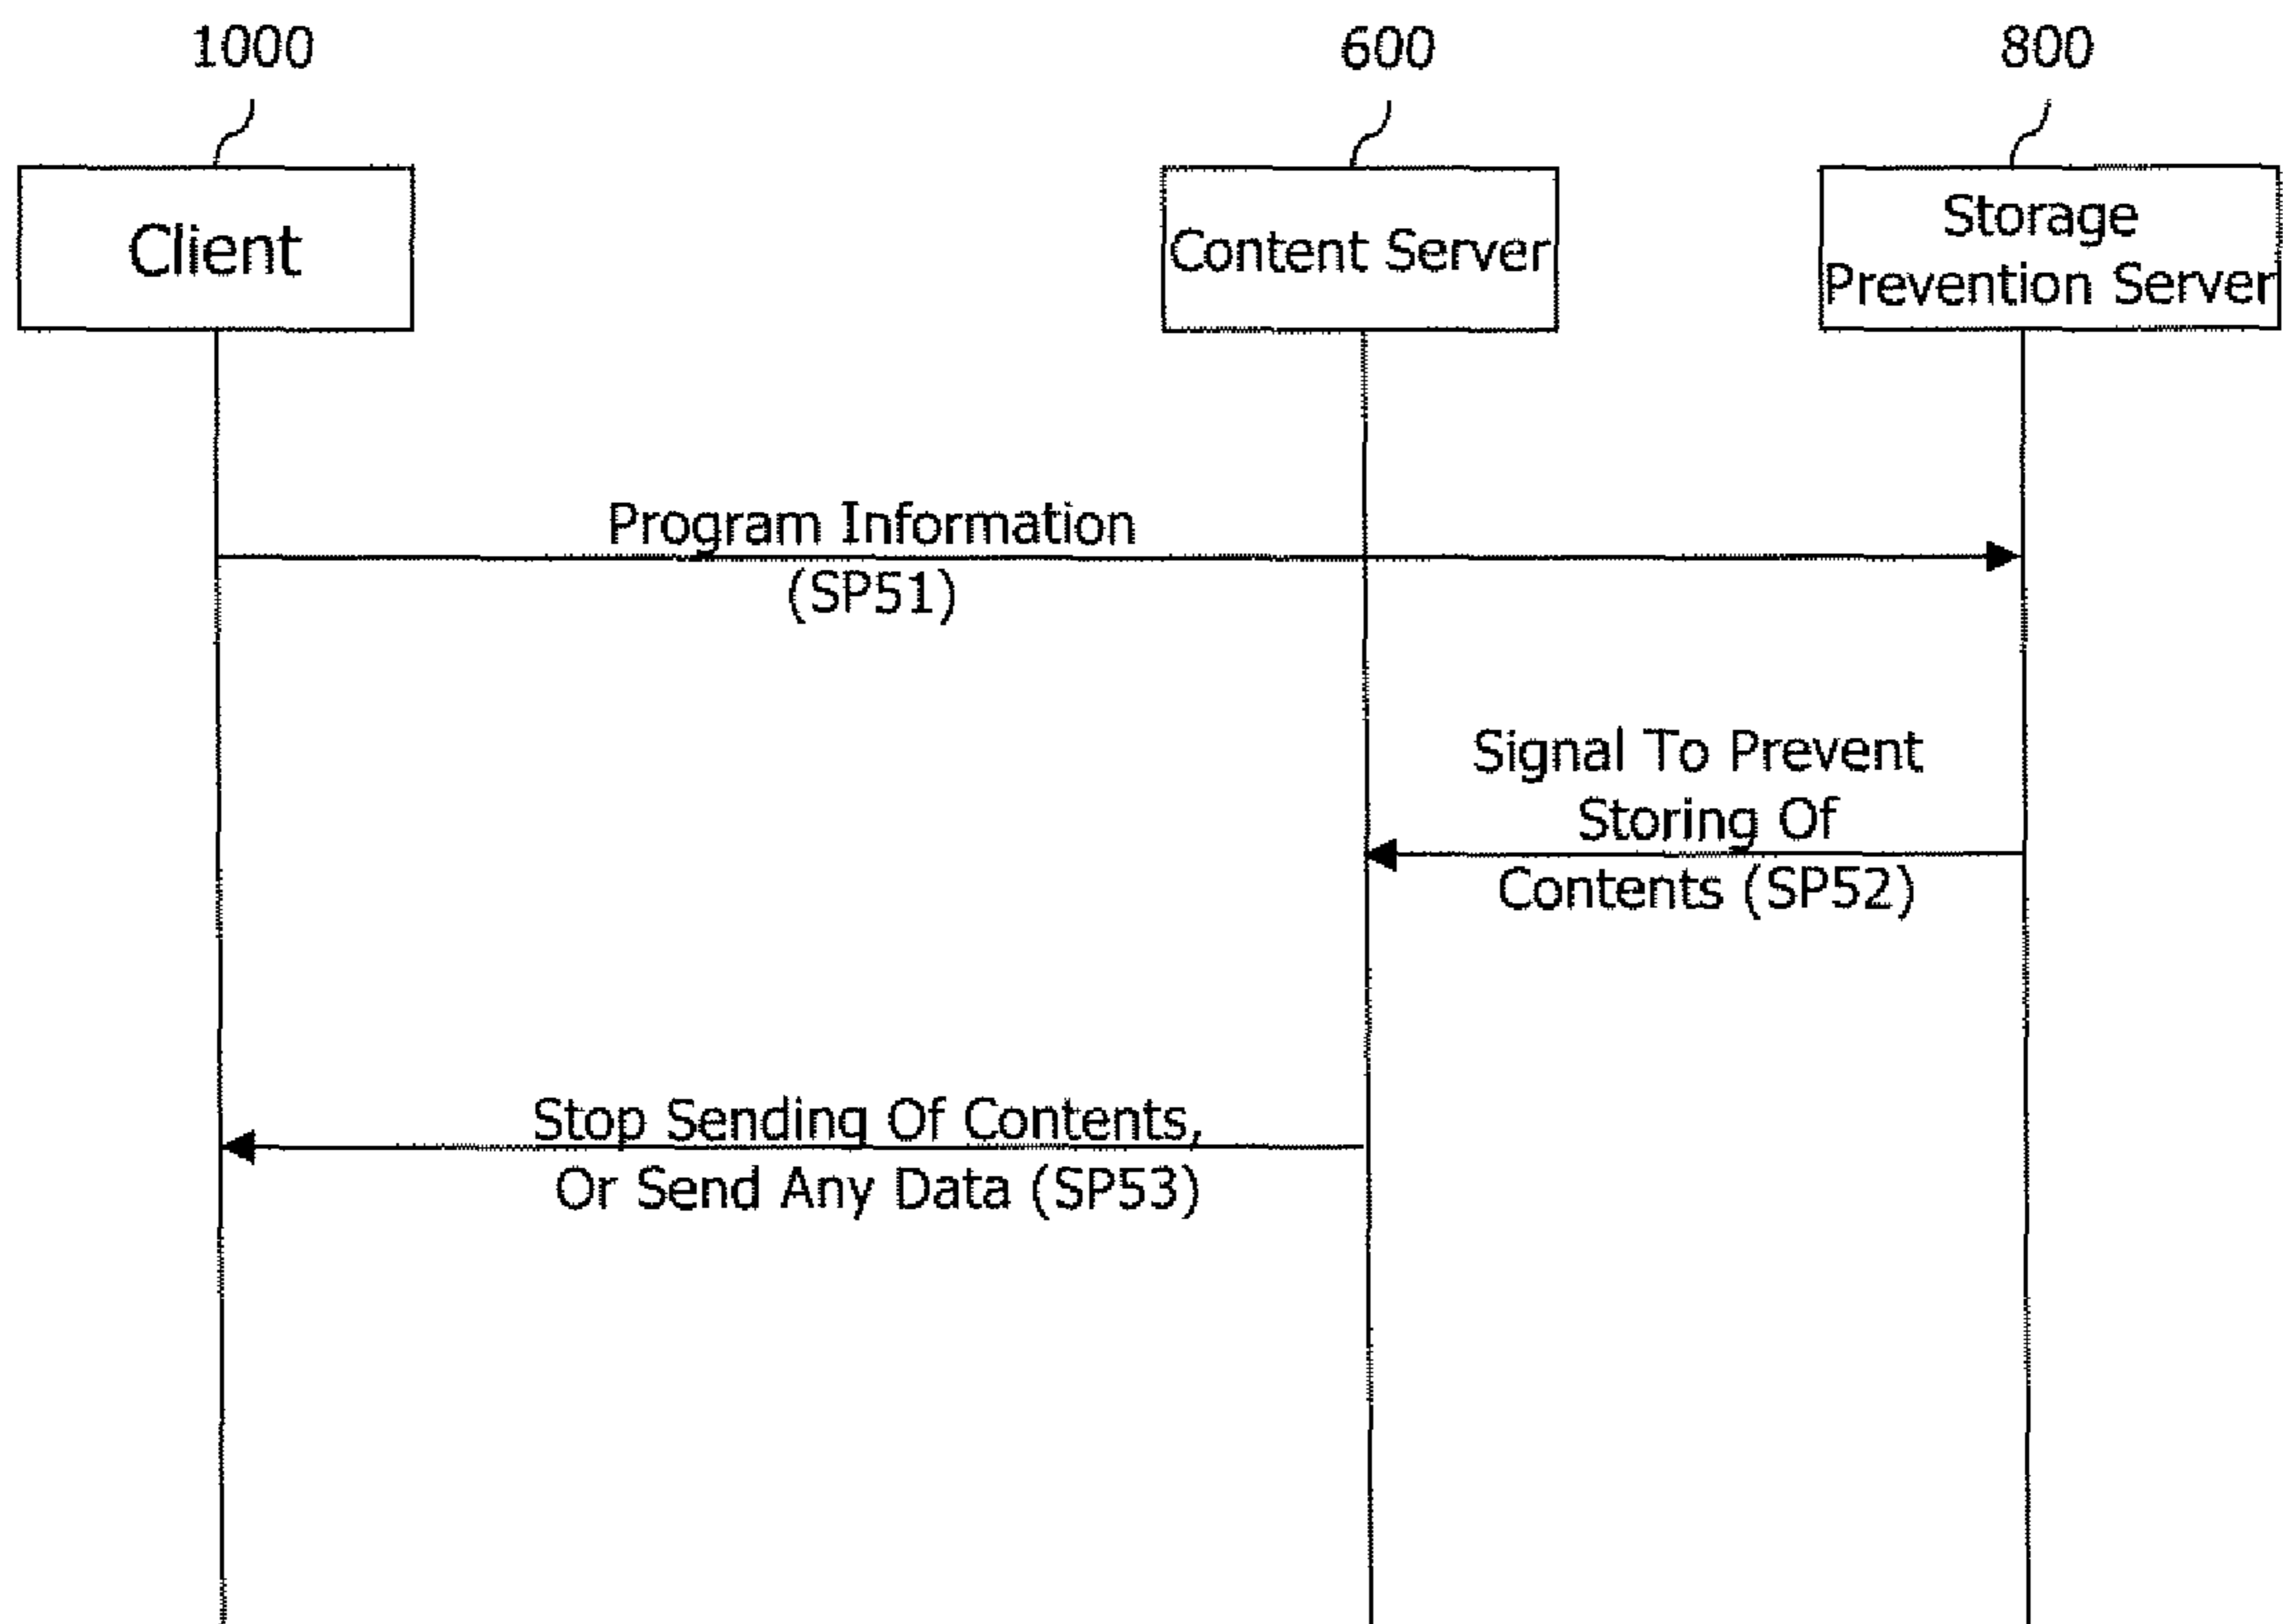 1000
600
800
Client
Content Server
Storage
Prevention Server
Program Information
(SP51)
Signal To Prevent
Storing Of
Contents (SP52)
Stop Sending Of Contents,
Or Send Any Data (SP53)